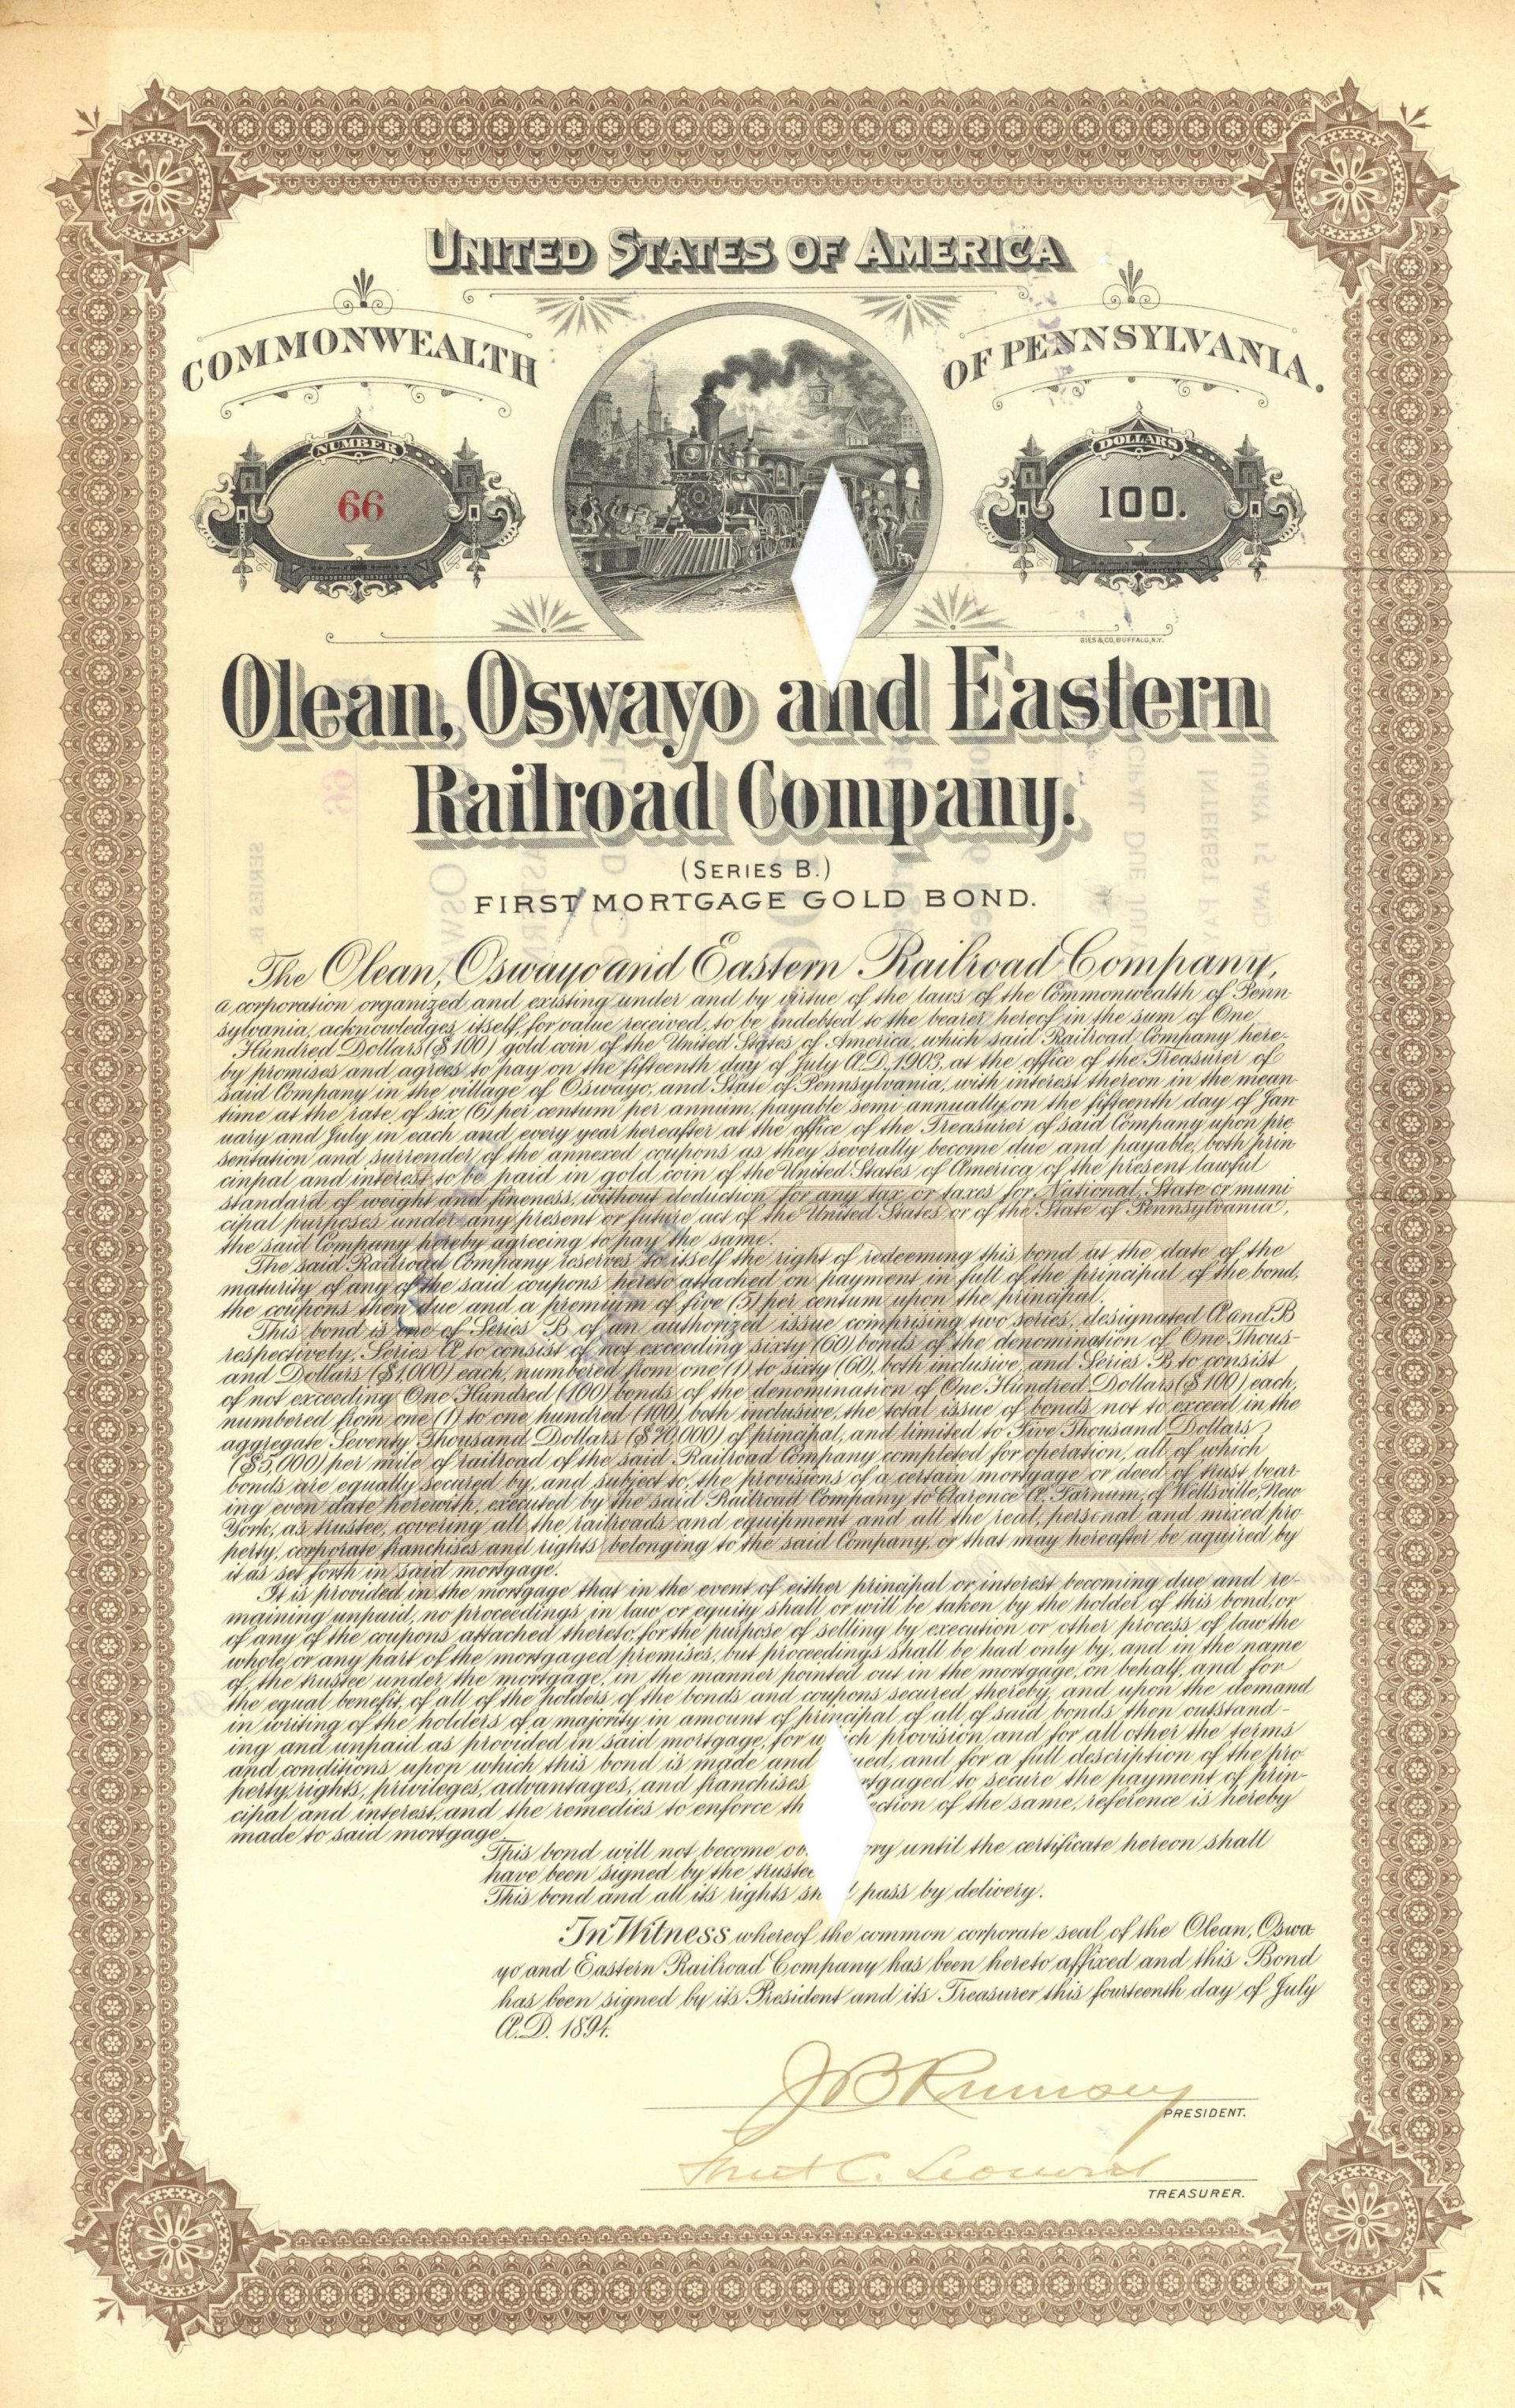 UNITED STATES OF AMERICA
COMMONWEALTH OF PENNSYLVANIA.
NUMBER
66
DOLLARS
100.
GIES & CO, BUFFALO, N.Y.
Olean, Oswayo and Eastern
Railroad Company.
(SERIES B.)
FIRST MORTGAGE GOLD BOND.
The Olean, Oswayo and Eastern Railroad Company,
a corporation organized and existing under and by virtue of the laws of the Commonwealth of Penn-
sylvania, acknowledges itself, for value received, to be indebted to the bearer hereof in the sum of One
Hundred Dollars ($100) gold coin of the United States of America, which said Railroad Company here-
by promises and agrees to pay on the fifteenth day of July A.D. 1903, at the office of the Treasurer of
said Company in the village of Oswayo, and State of Pennsylvania, with interest thereon in the mean-
time at the rate of six (6) per centum per annum, payable semi-annually on the fifteenth day of Jan-
uary and July in each and every year hereafter at the office of the Treasurer of said Company upon pre
sentation and surrender of the annexed coupons as they severally become due and payable, both prin
cinpal and interest to be paid in gold coin of the United States of America of the present lawful
standard of weight and fineness, without deduction for any tax or taxes for National, State or muni
cipal purposes under any present or future act of the United States or of the State of Pennsylvania,
the said Company hereby agreeing to pay the same.
The said Railroad Company reserves to itself the right of redeeming this bond at the date of the
maturity of any of the said coupons hereto attached on payment in full of the principal of the bond,
the coupons then due and a premium of five (5) per centum upon the principal.
This bond is one of Series B of an authorized issue comprising two series, designated A and B
respectively, Series A to consist of not exceeding sixty (60) bonds of the denomination of One Thous-
and Dollars ($1,000) each, numbered from one (1) to sixty (60), both inclusive, and Series B to consist
of not exceeding One Hundred (100) bonds of the denomination of One Hundred Dollars ($100) each,
numbered from one (1) to one hundred (100), both inclusive, the total issue of bonds not to exceed in the
aggregate Seventy Thousand Dollars ($70,000) of principal, and limited to Five Thousand Dollars
($5,000) per mile of railroad of the said Railroad Company completed for operation, all of which
bonds are equally secured by, and subject to, the provisions of a certain mortgage or deed of trust bear-
ing even date herewith, executed by the said Railroad Company to Clarence A. Farnum, of Wellsville, New
York, as trustee, covering all the railroads and equipment and all the real, personal and mixed pro-
perty, corporate franchises and rights belonging to the said Company, or that may hereafter be aquired by
it as set forth in said mortgage.
It is provided in the mortgage that in the event of either principal or interest becoming due and re-
maining unpaid, no proceedings in law or equity shall or will be taken by the holder of this bond, or
of any of the coupons attached thereto, for the purpose of selling by execution or other process of law the
whole or any part of the mortgaged premises, but proceedings shall be had only by, and in the name
of, the trustee under the mortgage, in the manner pointed out in the mortgage, on behalf, and for
the equal benefit, of all of the holders of the bonds and coupons secured thereby, and upon the demand
in writing of the holders of a majority in amount of principal of all of said bonds then outstand-
ing and unpaid as provided in said mortgage, for which provision and for all other the terms
and conditions upon which this bond is made and ued, and for a full description of the pro-
perty, rights, privileges, advantages, and franchises rtgaged to secure the payment of prin-
cipal and interest, and the remedies to enforce th ection of the same, reference is hereby
made to said mortgage.
This bond will not become ob ory until the certificate hereon shall
have been signed by the trustee
This bond and all its rights sh l pass by delivery.
In Witness whereof the common corporate seal of the Olean, Oswa
yo and Eastern Railroad Company has been hereto affixed and this Bond
has been signed by its President and its Treasurer this fourteenth day of July
A.D. 1894.
J B Rumsey
PRESIDENT.
C. Leonard
TREASURER.